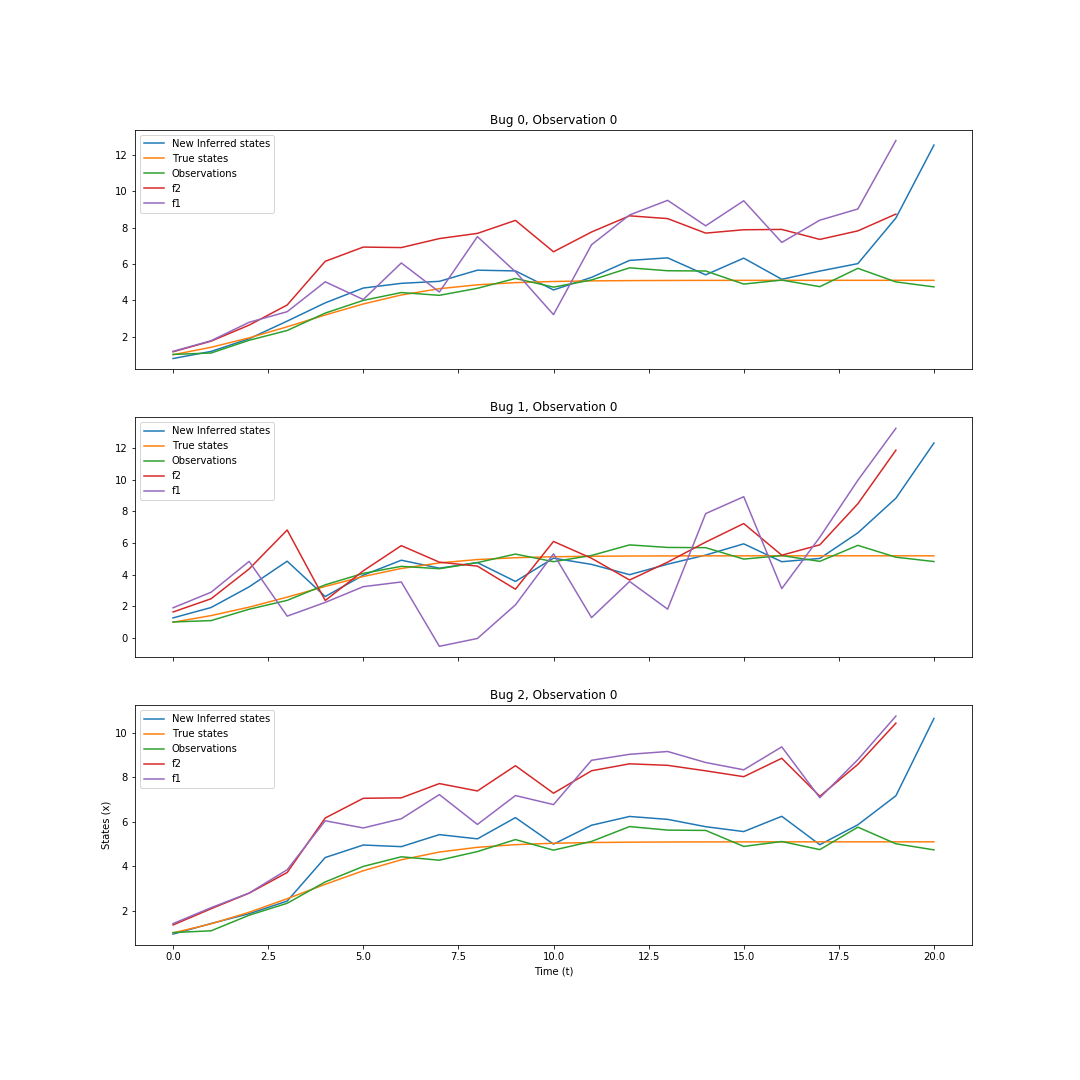 Bug 0, Observation 0
New Inferred states
True states
Observations
f2
f1
12
10
8
6
4
2
Bug 1, Observation 0
New Inferred states
True states
Observations
f2
f1
12
10
8
6
4
2
0
Bug 2, Observation 0
New Inferred states
True states
Observations
f2
f1
10
8
6
4
2
States (x)
0.0 2.5 5.0 7.5 10.0 12.5 15.0 17.5 20.0
Time (t)